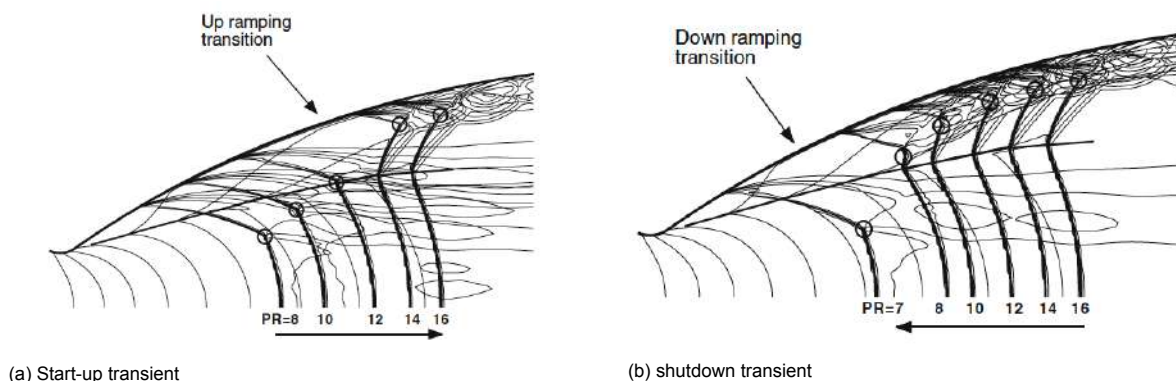 Up ramping
transition
PR=8 10 12 14 16
(a) Start-up transient
Down ramping
transition
PR=7 8 10 12 14 16
(b) shutdown transient